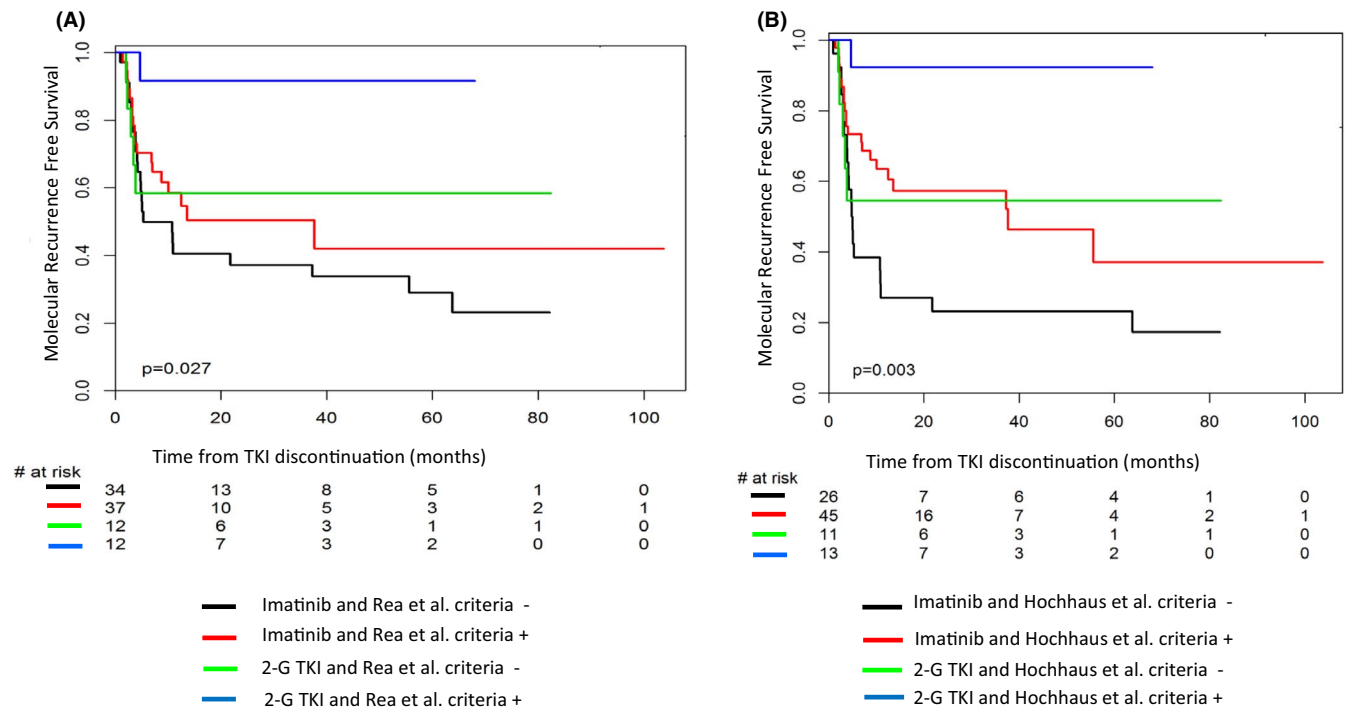 (A)
Molecular Recurrence Free Survival
1.0
0.8
0.6
0.4
0.2
0.0
p=0.027
0 20 40 60 80 100
Time from TKI discontinuation (months)
# at risk
34 13 8 5 1 0
37 10 5 3 2 1
12 6 3 1 1 0
12 7 3 2 0 0
Imatinib and Rea et al. criteria -
Imatinib and Rea et al. criteria +
2-G TKI and Rea et al. criteria -
2-G TKI and Rea et al. criteria +
(B)
Molecular Recurrence Free Survival
1.0
0.8
0.6
0.4
0.2
0.0
p=0.003
0 20 40 60 80 100
Time from TKI discontinuation (months)
# at risk
26 7 6 4 1 0
45 16 7 4 2 1
11 6 3 1 1 0
13 7 3 2 0 0
Imatinib and Hochhaus et al. criteria -
Imatinib and Hochhaus et al. criteria +
2-G TKI and Hochhaus et al. criteria -
2-G TKI and Hochhaus et al. criteria +